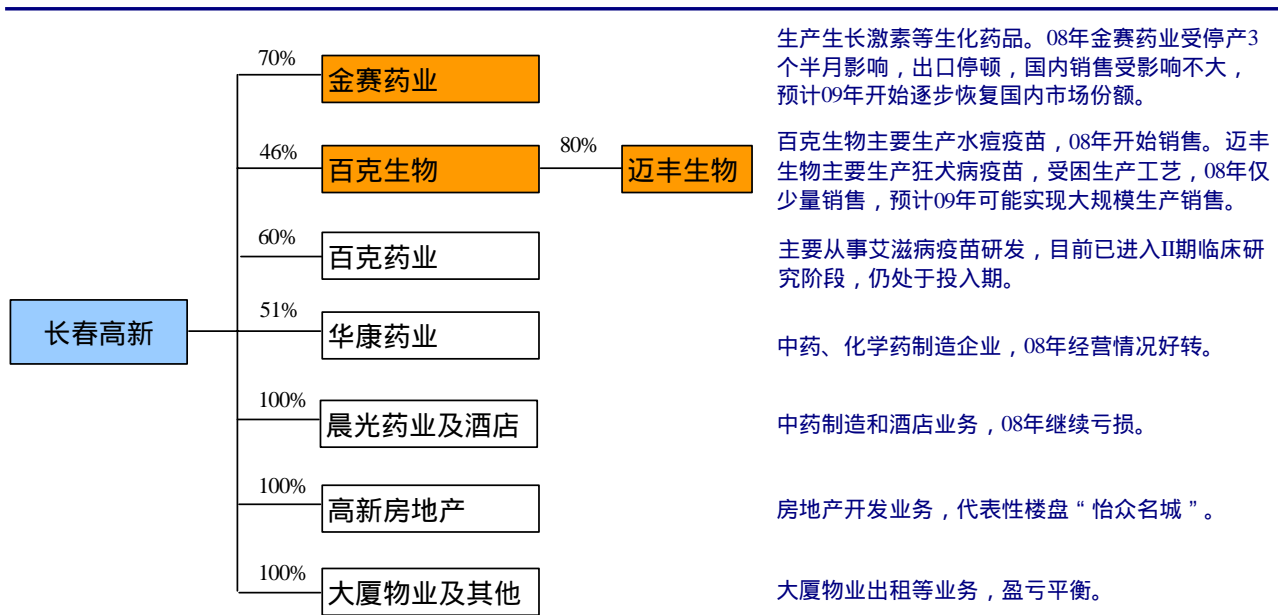 生产生长激素等生化药品。08年金赛药业受停产3
个半月影响，出口停顿，国内销售受影响不大，
预计09年开始逐步恢复国内市场份额。
70%
金赛药业
46%
百克生物
80%
迈丰生物
百克生物主要生产水痘疫苗，08年开始销售。迈丰
生物主要生产狂犬病疫苗，受困生产工艺，08年仅
少量销售，预计09年可能实现大规模生产销售。
60%
百克药业
主要从事艾滋病疫苗研发，目前已进入II期临床研
究阶段，仍处于投入期。
长春高新
51%
华康药业
中药、化学药制造企业，08年经营情况好转。
100%
晨光药业及酒店
中药制造和酒店业务，08年继续亏损。
100%
高新房地产
房地产开发业务，代表性楼盘“怡众名城”。
100%
大厦物业及其他
大厦物业出租等业务，盈亏平衡。